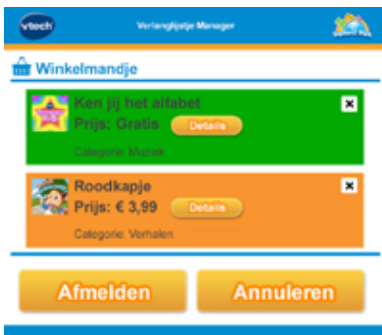 vtech
Verlanglijstje Manager
Winkelmandje
Ken jij het alfabet
Prijs: Gratis Details
Categorie: Muziek
Roodkapje
Prijs: € 3,99 Details
Categorie: Verhalen
Afmelden Annuleren